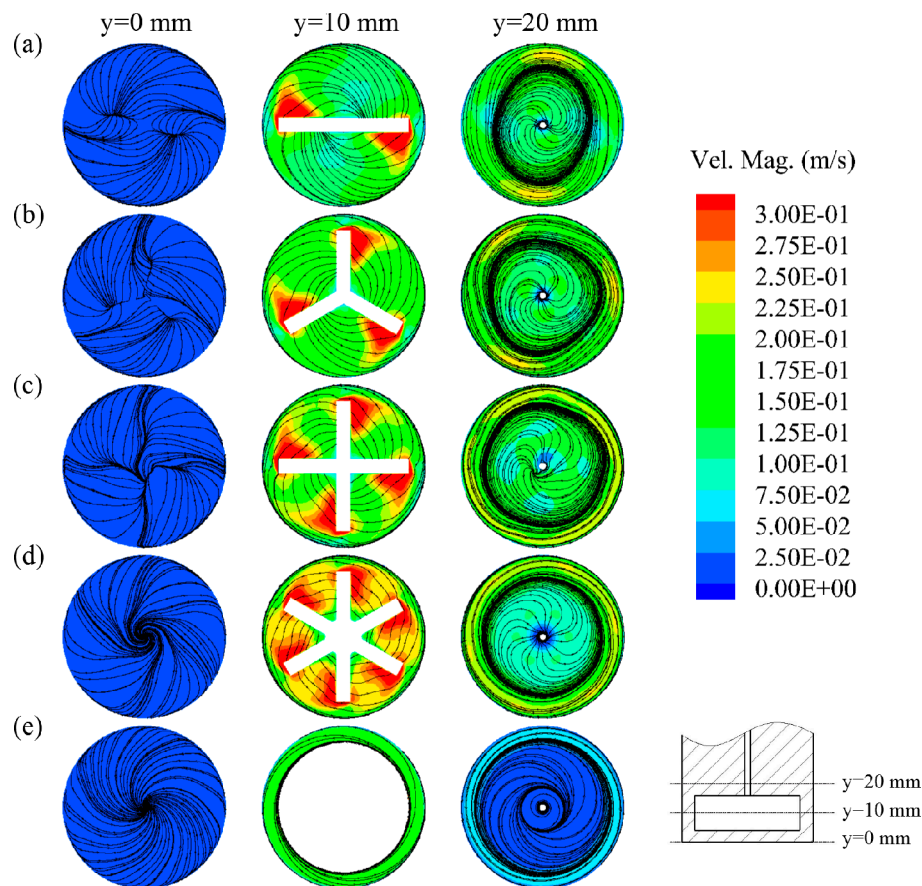 y=0 mm y=10 mm y=20 mm
(a)
(b)
(c)
(d)
(e)
Vel. Mag. (m/s)
3.00E-01
2.75E-01
2.50E-01
2.25E-01
2.00E-01
1.75E-01
1.50E-01
1.25E-01
1.00E-01
7.50E-02
5.00E-02
2.50E-02
0.00E+00
y=20 mm
y=10 mm
y=0 mm